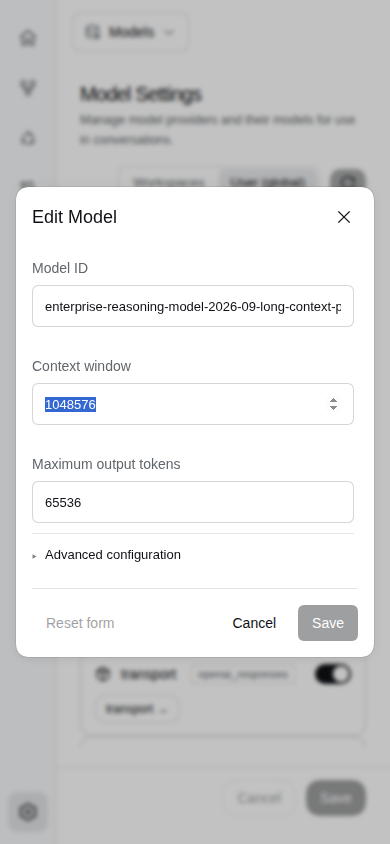 Models
Model Settings
Manage model providers and their models for use
in conversations.
Workspaces User (global)
Edit Model
Model ID
enterprise-reasoning-model-2026-09-long-context-p
Context window
1048576
Maximum output tokens
65536
Advanced configuration
Reset form Cancel Save
transport openai_responses
transport
Cancel Save